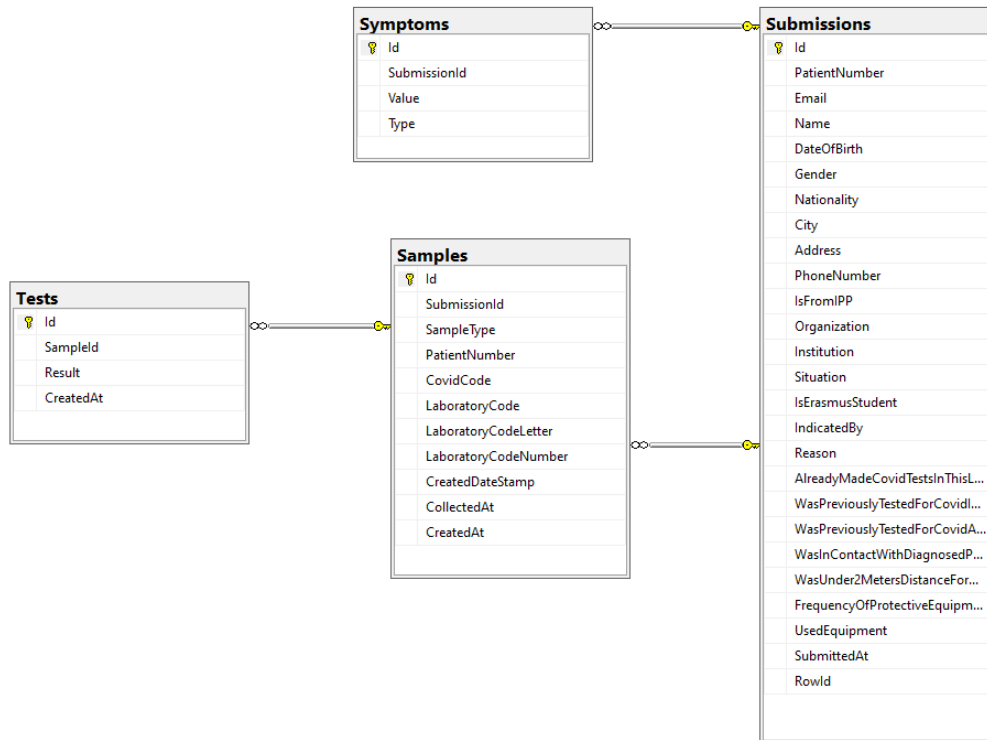 Symptoms
Id
SubmissionId
Value
Type
Submissions
Id
PatientNumber
Email
Name
DateOfBirth
Gender
Nationality
City
Address
PhoneNumber
IsFromIPP
Organization
Institution
Situation
IsErasmusStudent
IndicatedBy
Reason
AlreadyMadeCovidTestsInThisL...
WasPreviouslyTestedForCovidI...
WasPreviouslyTestedForCovidA...
WasInContactWithDiagnosedP...
WasUnder2MetersDistanceFor...
FrequencyOfProtectiveEquipm...
UsedEquipment
SubmittedAt
RowId
Samples
Id
SubmissionId
SampleType
PatientNumber
CovidCode
LaboratoryCode
LaboratoryCodeLetter
LaboratoryCodeNumber
CreatedDateStamp
CollectedAt
CreatedAt
Tests
Id
SampleId
Result
CreatedAt